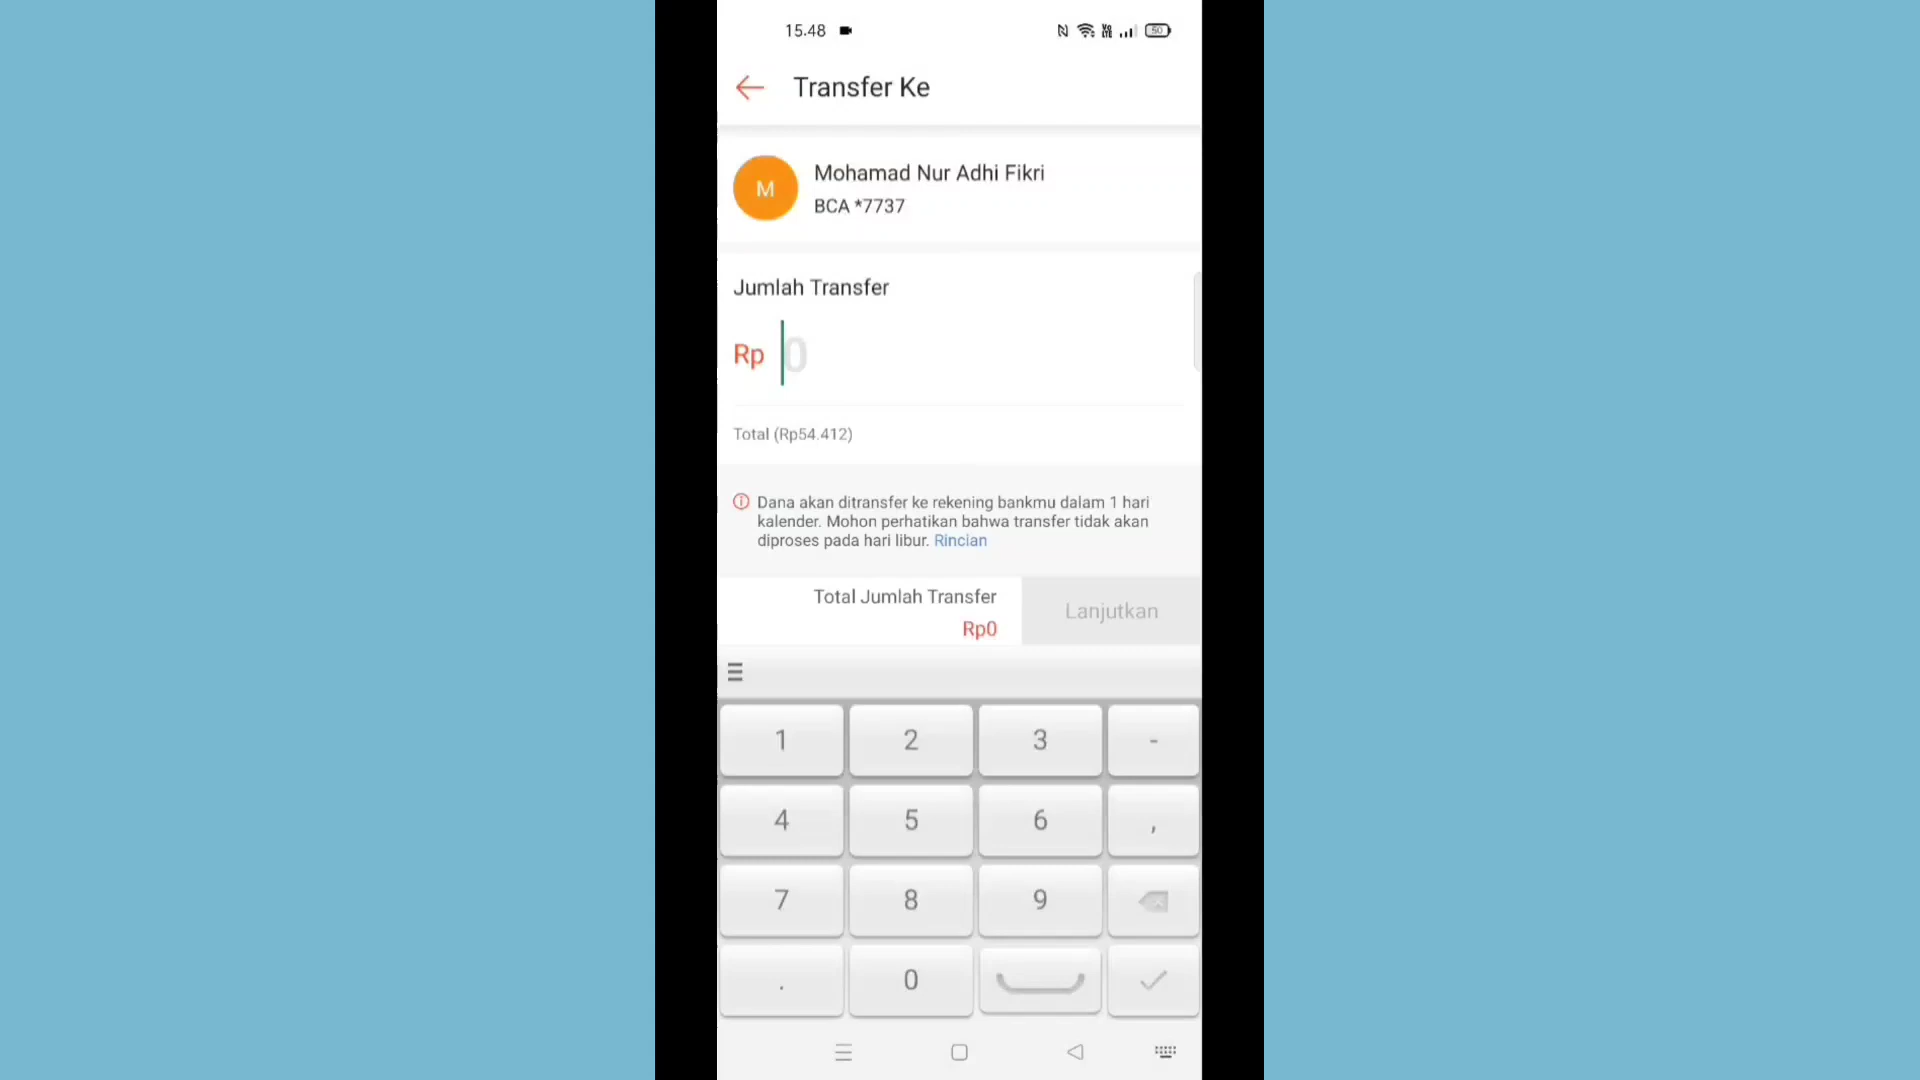 15.48
50
Transfer Ke
M
Mohamad Nur Adhi Fikri
BCA *7737
Jumlah Transfer
Rp 0
Total (Rp54.412)
Dana akan ditransfer ke rekening bankmu dalam 1 hari
kalender. Mohon perhatikan bahwa transfer tidak akan
diproses pada hari libur. Rincian
Total Jumlah Transfer
Rp0
Lanjutkan
1 2 3 -
4 5 6 ,
7 8 9
. 0